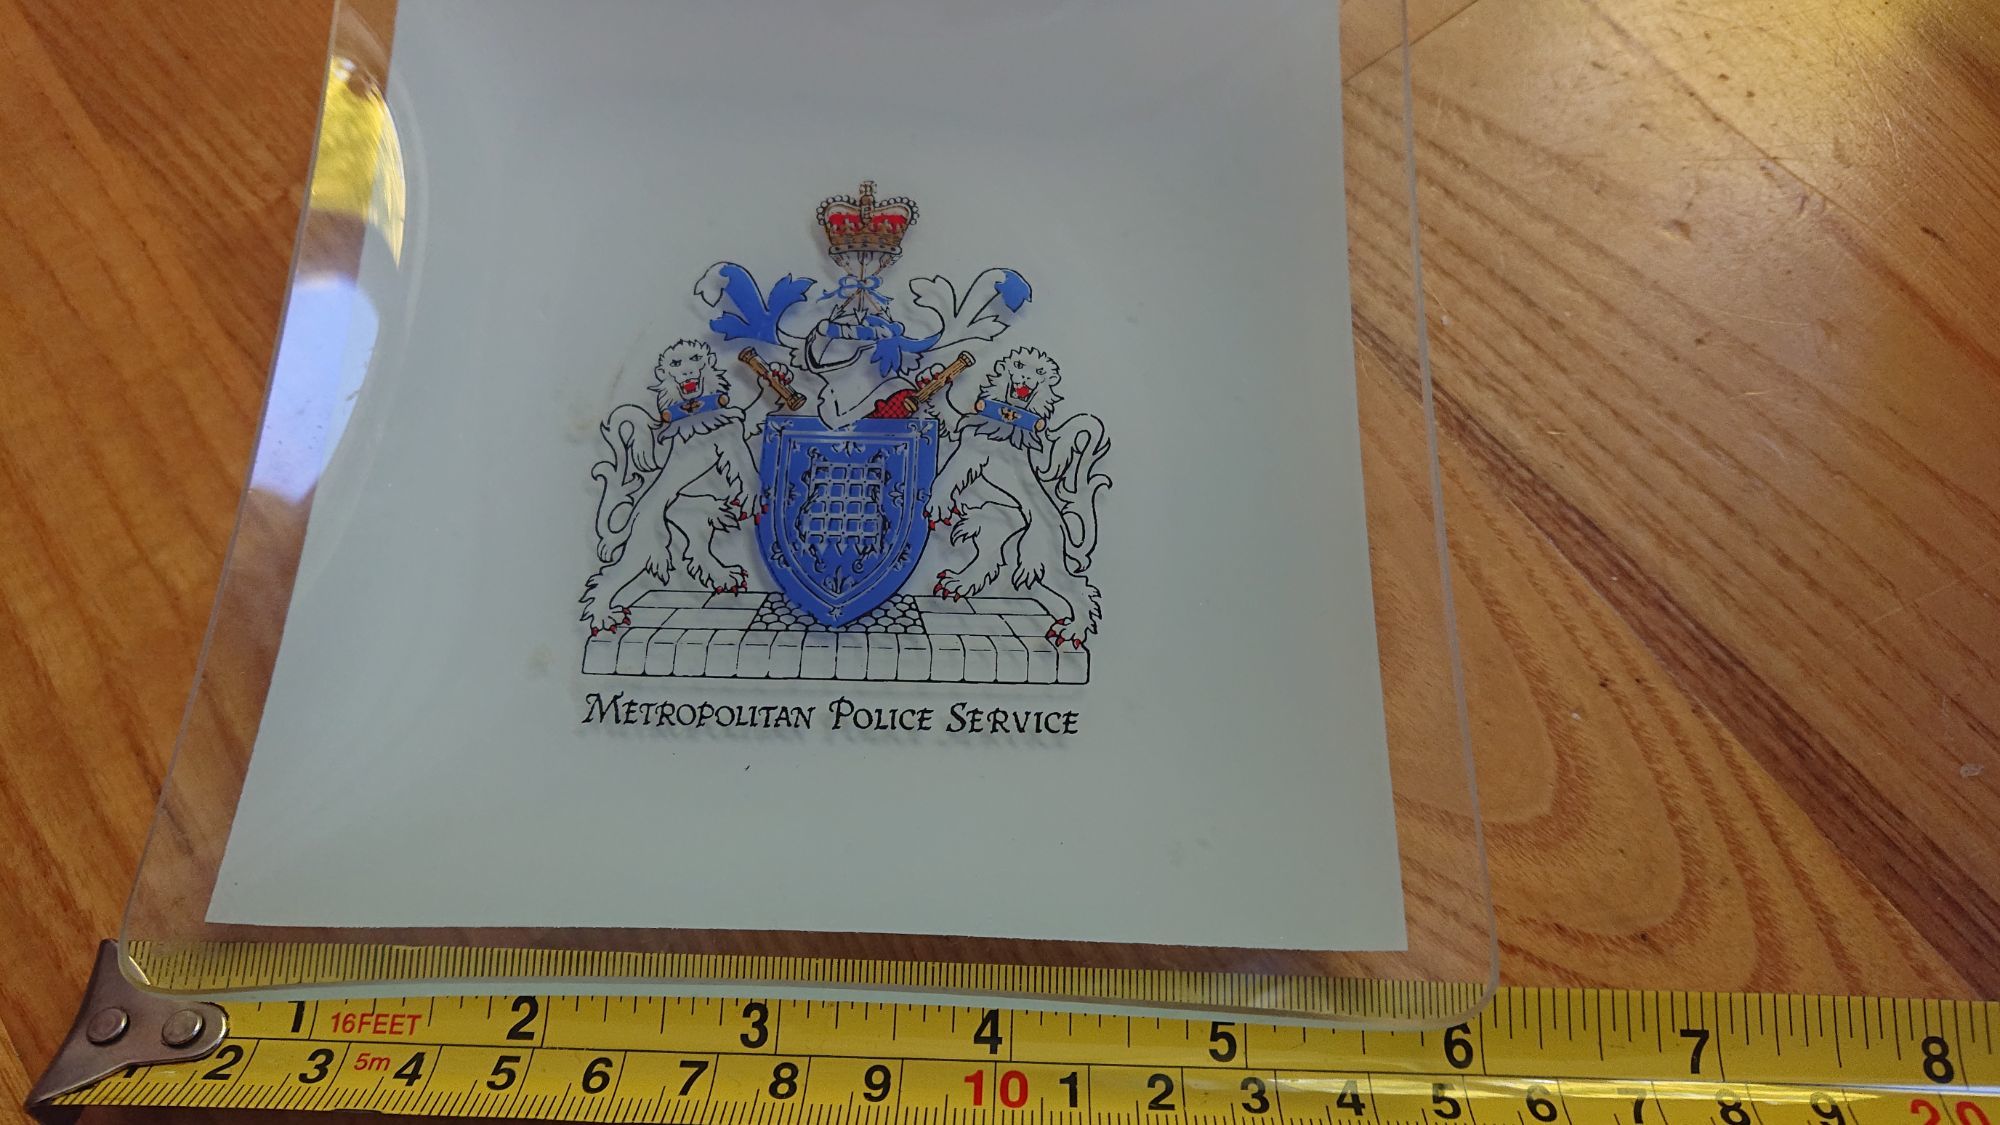 METROPOLITAN POLICE SERVICE
1 16FEET 2 3 4 5 6 7 8
1 2 3 5m 4 5 6 7 8 9 10 1 2 3 4 5 6 7 8 9 20